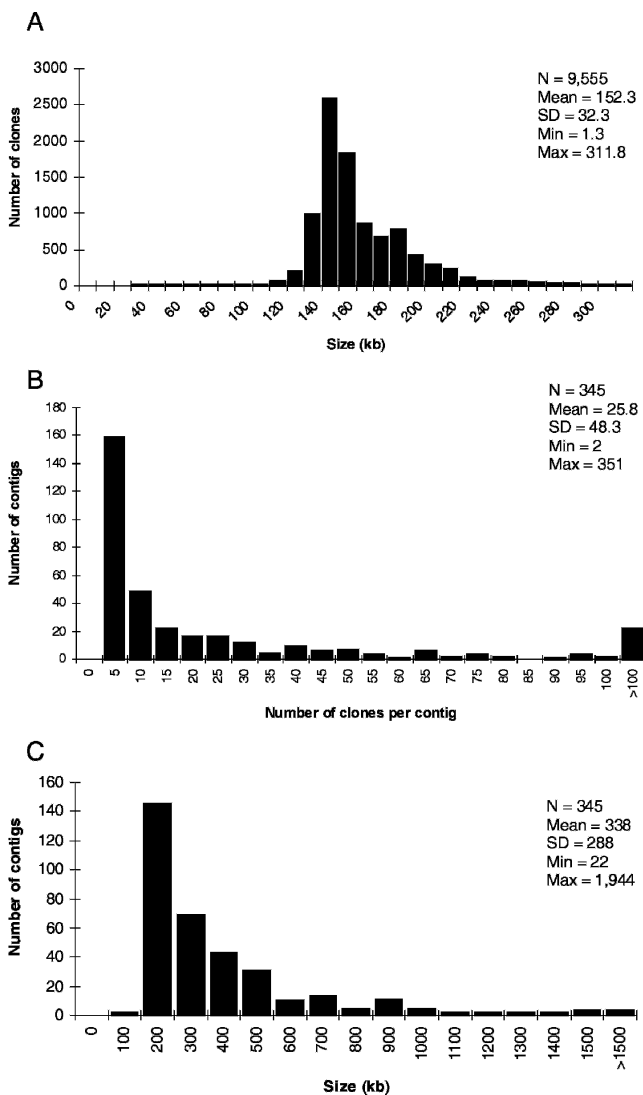 A
Number of clones
3000
2500
2000
1500
1000
500
0
N = 9,555
Mean = 152.3
SD = 32.3
Min = 1.3
Max = 311.8
0 20 40 60 80 100 120 140 160 180 200 220 240 260 280 300
Size (kb)
B
Number of contigs
180
160
140
120
100
80
60
40
20
0
N = 345
Mean = 25.8
SD = 48.3
Min = 2
Max = 351
0 5 10 15 20 25 30 35 40 45 50 55 60 65 70 75 80 85 90 95 100 >100
Number of clones per contig
C
Number of contigs
160
140
120
100
80
60
40
20
0
N = 345
Mean = 338
SD = 288
Min = 22
Max = 1,944
0 100 200 300 400 500 600 700 800 900 1000 1100 1200 1300 1400 1500 >1500
Size (kb)